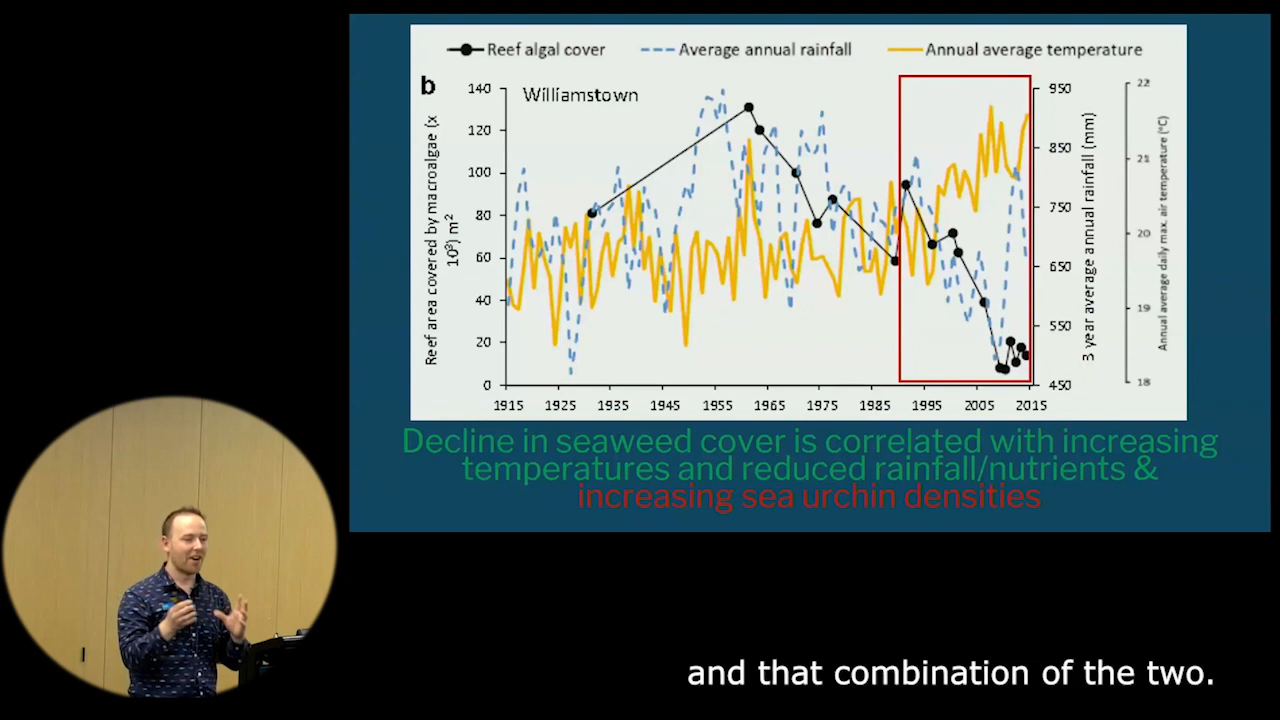 Reef algal cover Average annual rainfall Annual average temperature
b
Williamstown
140
120
100
80
60
40
20
0
Reef area covered by macroalgae (x
10³) m²
950
850
750
650
550
450
3 year average annual rainfall (mm)
22
21
20
19
18
Annual average daily max. air temperature (°C)
1915 1925 1935 1945 1955 1965 1975 1985 1995 2005 2015
Decline in seaweed cover is correlated with increasing
temperatures and reduced rainfall/nutrients &
increasing sea urchin densities
and that combination of the two.